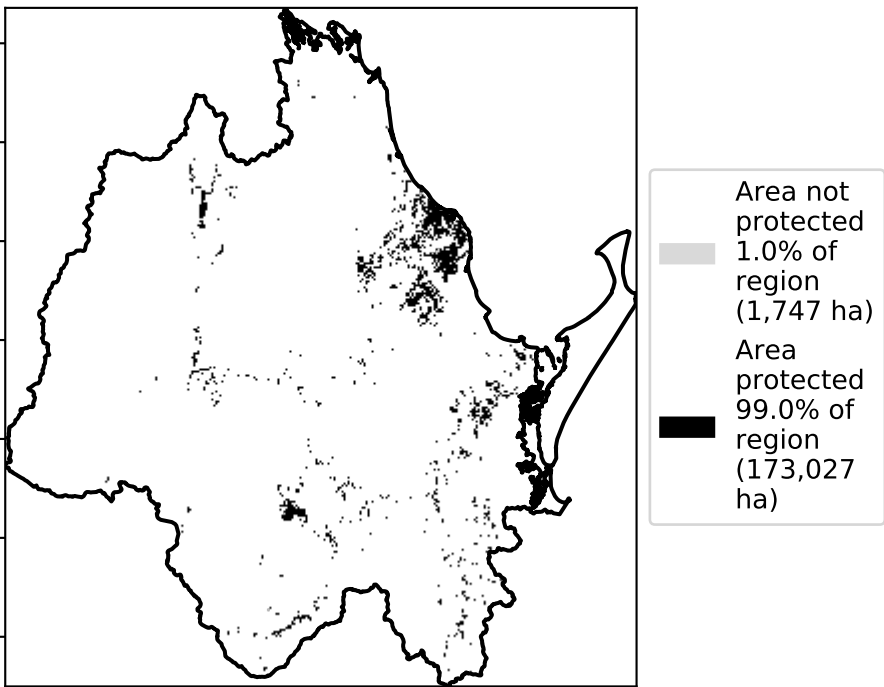 Area not
protected
1.0% of
region
(1,747 ha)
Area
protected
99.0% of
region
(173,027
ha)